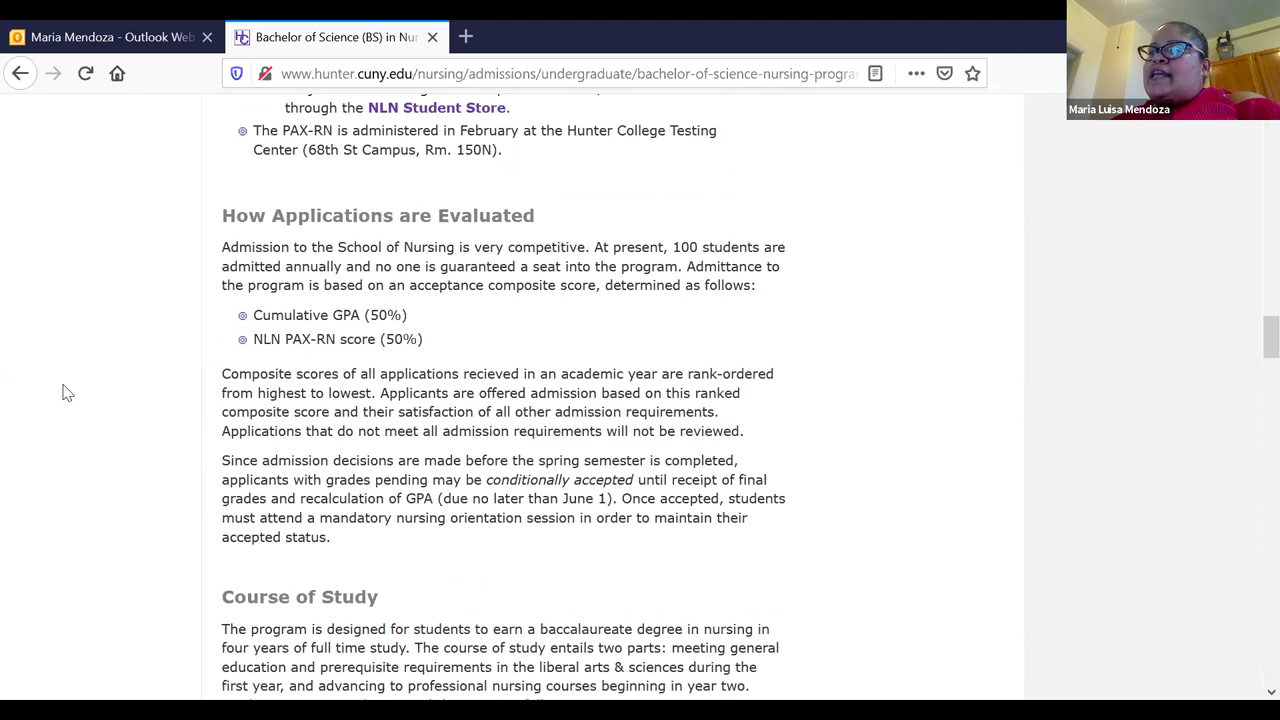 Maria Mendoza - Outlook Web
Bachelor of Science (BS) in Nur
www.hunter.cuny.edu/nursing/admissions/undergraduate/bachelor-of-science-nursing-progra
Maria Luisa Mendoza
through the NLN Student Store.
The PAX-RN is administered in February at the Hunter College Testing
Center (68th St Campus, Rm. 150N).
How Applications are Evaluated
Admission to the School of Nursing is very competitive. At present, 100 students are
admitted annually and no one is guaranteed a seat into the program. Admittance to
the program is based on an acceptance composite score, determined as follows:
Cumulative GPA (50%)
NLN PAX-RN score (50%)
Composite scores of all applications recieved in an academic year are rank-ordered
from highest to lowest. Applicants are offered admission based on this ranked
composite score and their satisfaction of all other admission requirements.
Applications that do not meet all admission requirements will not be reviewed.
Since admission decisions are made before the spring semester is completed,
applicants with grades pending may be conditionally accepted until receipt of final
grades and recalculation of GPA (due no later than June 1). Once accepted, students
must attend a mandatory nursing orientation session in order to maintain their
accepted status.
Course of Study
The program is designed for students to earn a baccalaureate degree in nursing in
four years of full time study. The course of study entails two parts: meeting general
education and prerequisite requirements in the liberal arts & sciences during the
first year, and advancing to professional nursing courses beginning in year two.